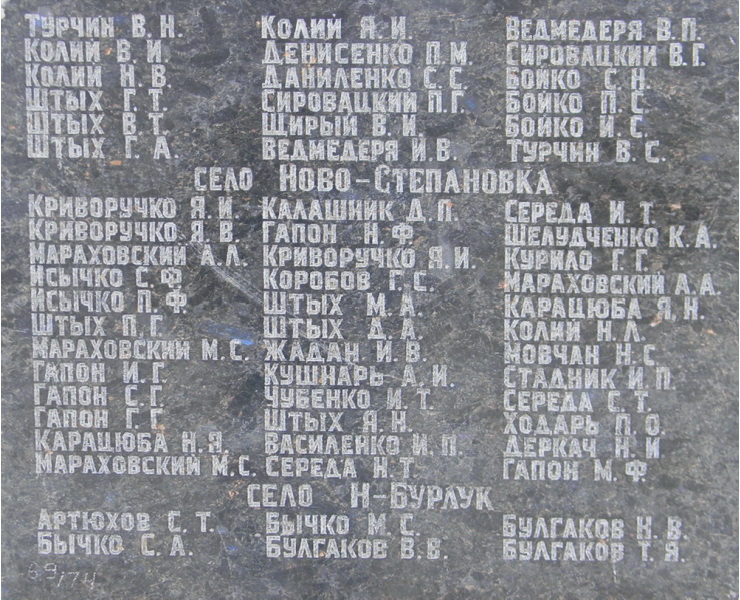 ТУРЧИН В. Н. КОЛИЙ Я. И. ВЕДМЕДЕРЯ В.П.
КОЛИЙ В. И. ДЕНИСЕНКО П.М. СИРОВАЦКИЙ В.Г.
КОЛИЙ Н. В. ДАНИЛЕНКО С.С. БОЙКО С.Н.
ШТЫХ Г. Т. СИРОВАЦКИЙ П.Г. БОЙКО П.С.
ШТЫХ В. Т. ЩИРЫЙ В. И. БОЙКО И.С.
ШТЫХ Г. А. ВЕДМЕДЕРЯ И.В. ТУРЧИН В.С.
СЕЛО НОВО-СТЕПАНОВКА
КРИВОРУЧКО Я. И. КАЛАШНИК Д. П. СЕРЕДА И. Т.
КРИВОРУЧКО Я. В. ГАПОН Н. Ф. ШЕЛУДЧЕНКО К.А.
МАРАХОВСКИЙ А.Л. КРИВОРУЧКО Я.И. КУРИЛО Г.Г.
ИСЫЧКО С. Ф. КОРОБОВ Г. С. МАРАХОВСКИЙ А.А.
ИСЫЧКО П. Ф. ШТЫХ М. А. КАРАЦЮБА Я. Н.
ШТЫХ П. Г. ШТЫХ Д. А. КОЛИЙ Н. Л.
МАРАХОВСКИЙ М.С. ЖАДАН И. В. МОВЧАН Н.С.
ГАПОН И. Г. КУШНАРЬ А. И. СТАДНИК И.П.
ГАПОН С. Г. ЧУБЕНКО И. Т. СЕРЕДА С. Т.
ГАПОН Г. Г. ШТЫХ Я. Н. ХОДАРЬ П. О.
КАРАЦЮБА Н. Я. ВАСИЛЕНКО И. П. ДЕРКАЧ Н. И
МАРАХОВСКИЙ М.С. СЕРЕДА Н.Т. ГАПОН М. Ф.
СЕЛО Н-БУРЛУК
АРТЮХОВ С. Т. БЫЧКО М. С. БУЛГАКОВ Н. В.
БЫЧКО С. А. БУЛГАКОВ В. В. БУЛГАКОВ Т. Я.